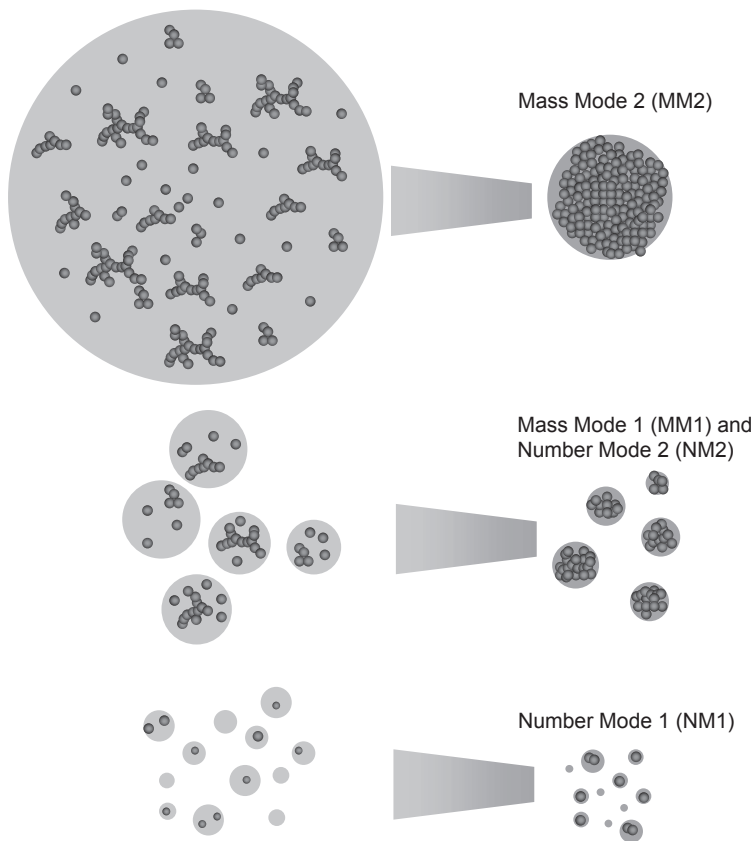 Mass Mode 2 (MM2)
Mass Mode 1 (MM1) and
Number Mode 2 (NM2)
Number Mode 1 (NM1)